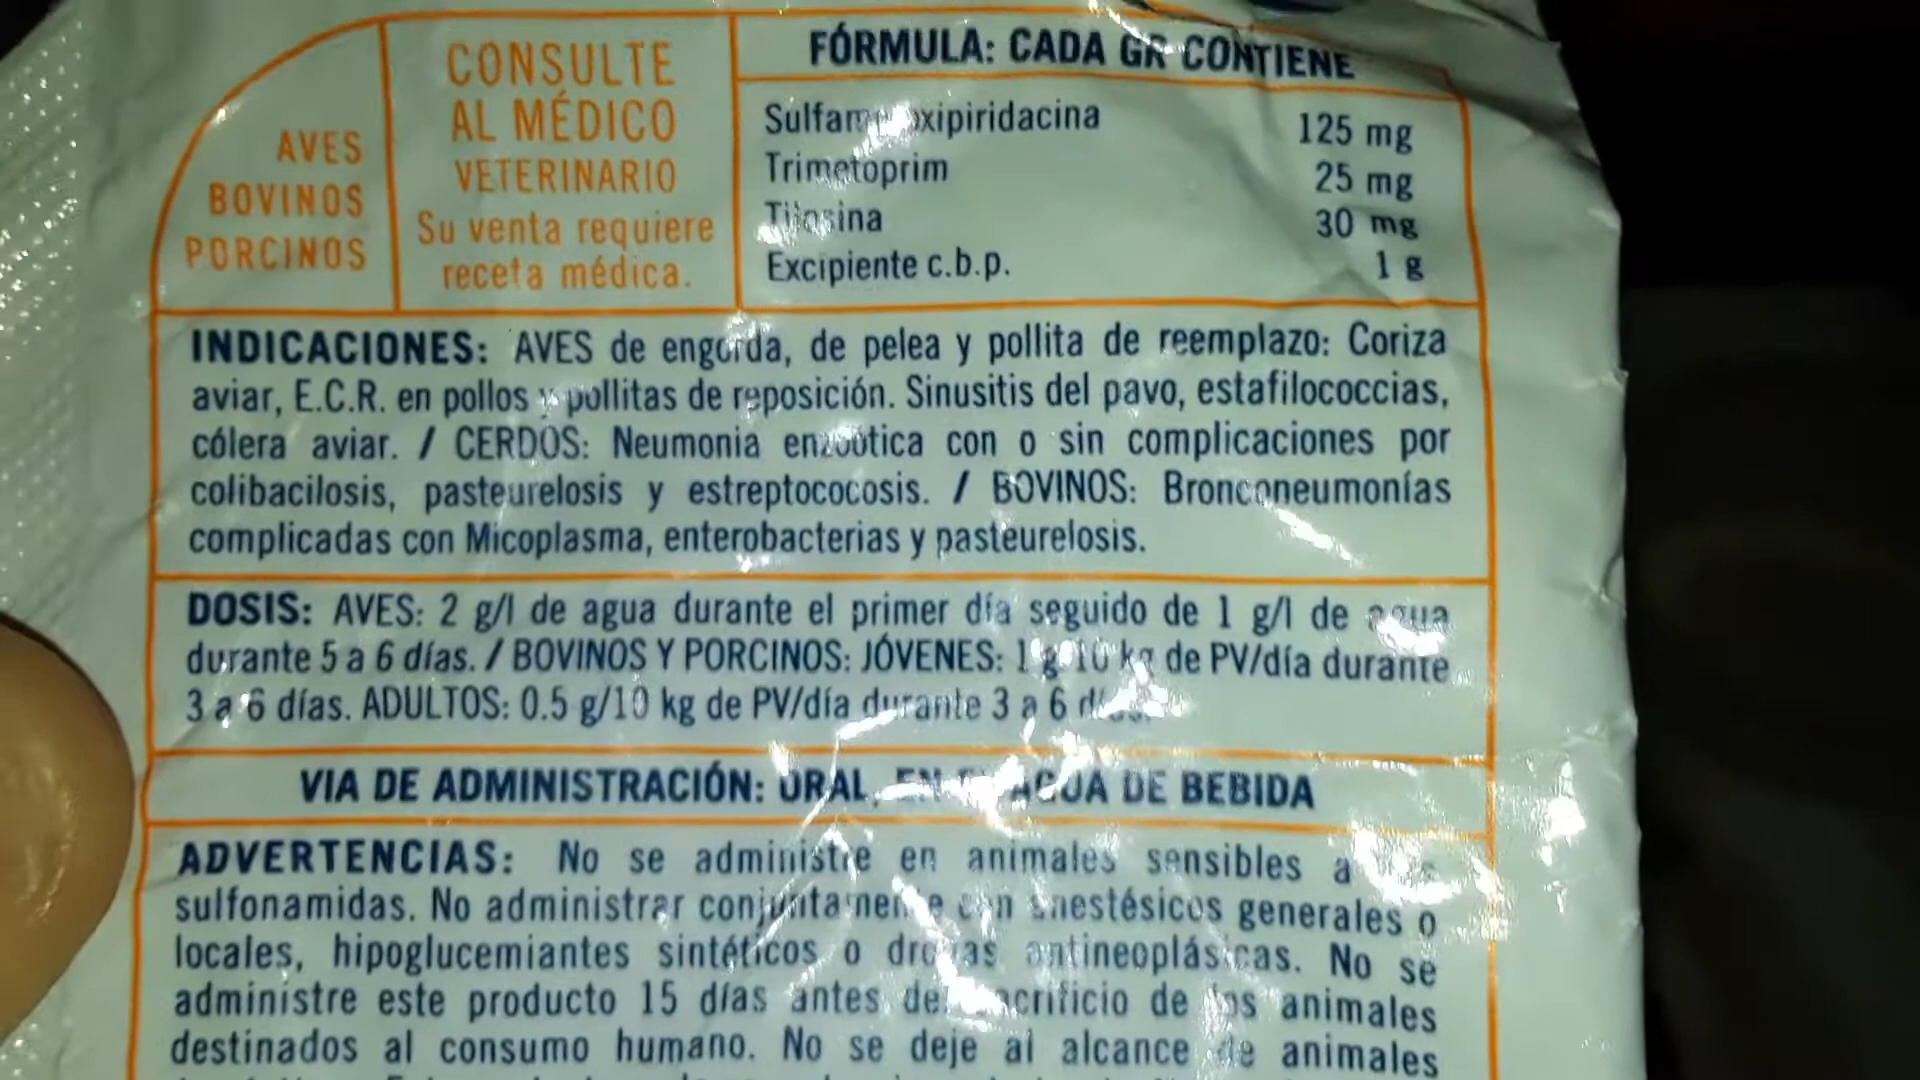 AVES
BOVINOS
PORCINOS
CONSULTE
AL MÉDICO
VETERINARIO
Su venta requiere
receta médica.
FÓRMULA: CADA GR CONTIENE
125 mg
Trimetoprim 25 mg
Tilosina 30 mg
Excipiente c.b.p. 1 g
INDICACIONES: AVES de engorda, de pelea y pollita de reemplazo: Coriza
aviar, E.C.R. en pollos y pollitas de reposición. Sinusitis del pavo, estafilococcias,
cólera aviar. / CERDOS: Neumonia enzoótica con o sin complicaciones por
colibacilosis, pasteurelosis y estreptococosis. / BOVINOS: Bronconeumonías
complicadas con Micoplasma, enterobacterias y pasteurelosis.
DOSIS: AVES: 2 g/l de agua durante el primer día seguido de 1 g/l de agua
durante 5 a 6 días. / BOVINOS Y PORCINOS: JÓVENES: 1 g/10 kg de PV/día durante
3 a 6 días. ADULTOS: 0.5 g/10 kg de PV/día durante 3 a 6
VIA DE ADMINISTRACIÓN: ORAL, EN AGUA DE BEBIDA
ADVERTENCIAS: No se administre en animales sensibles a
sulfonamidas. No administrar conjuntamente con anestésicos generales o
locales, hipoglucemiantes sintéticos o drogas antineoplásicas. No se
administre este producto 15 días antes del sacrificio de los animales
destinados al consumo humano. No se deje al alcance de animales